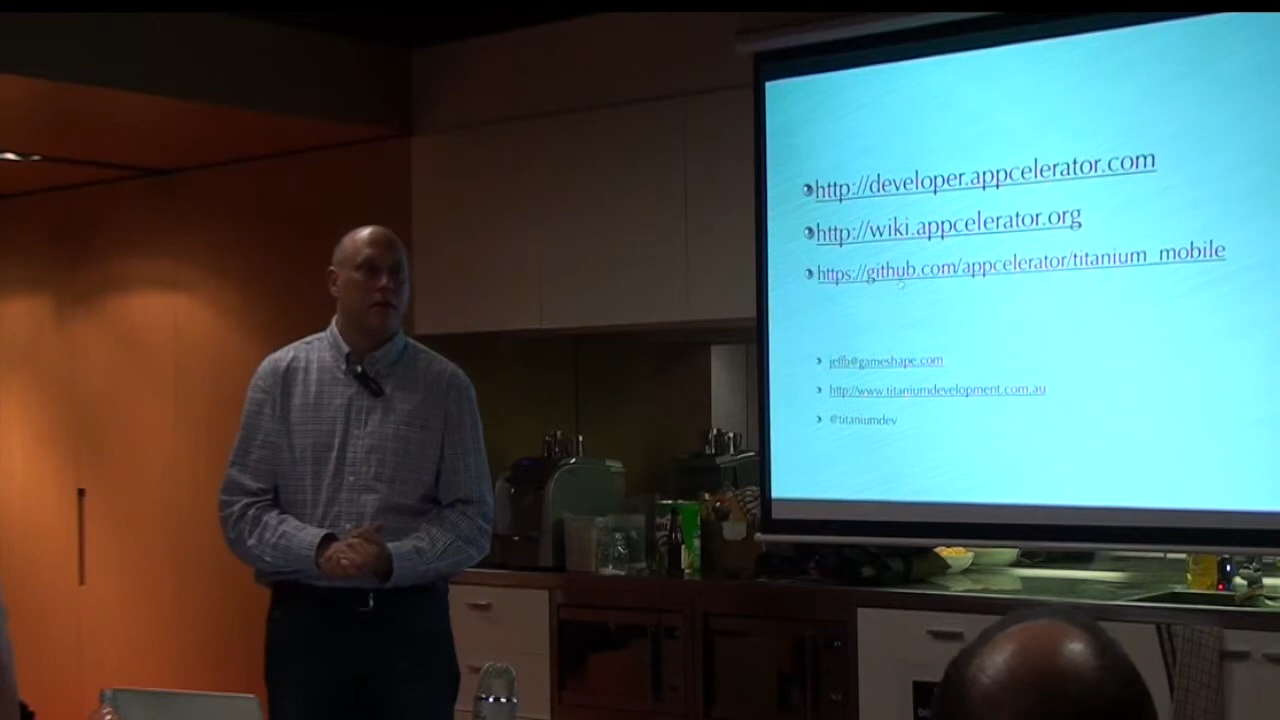 http://developer.appcelerator.com
http://wiki.appcelerator.org
https://github.com/appcelerator/titanium_mobile
jeffb@gameshape.com
http://www.titaniumdevelopment.com.au
@titaniumdev